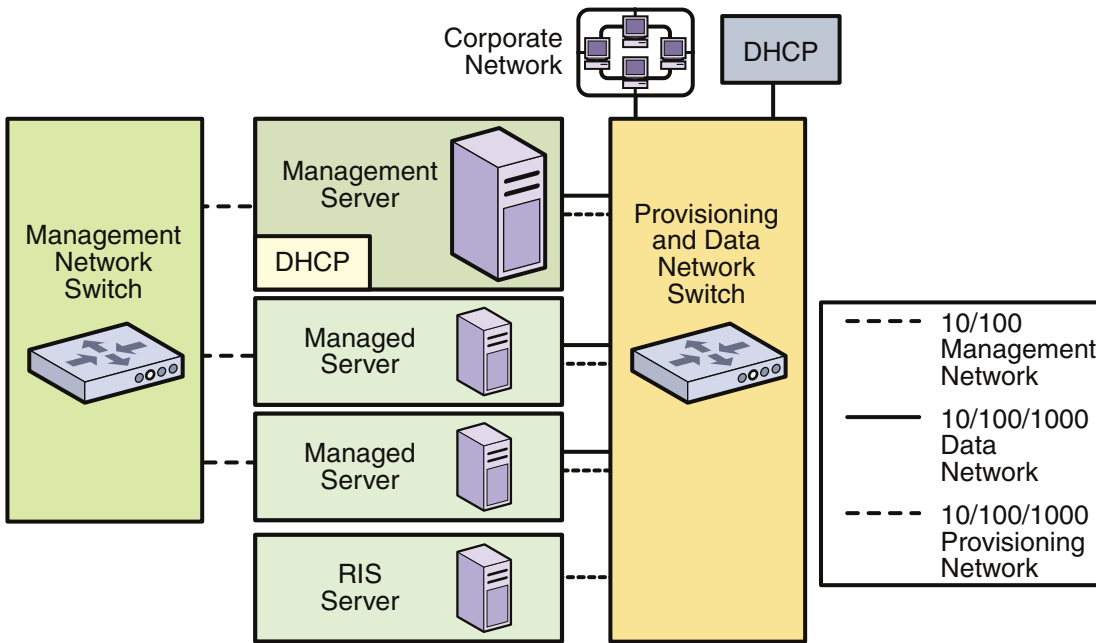 Corporate
Network
DHCP
Management
Network
Switch
Management
Server
DHCP
Managed
Server
Managed
Server
RIS
Server
Provisioning
and Data
Network
Switch
10/100
Management
Network
10/100/1000
Data
Network
10/100/1000
Provisioning
Network